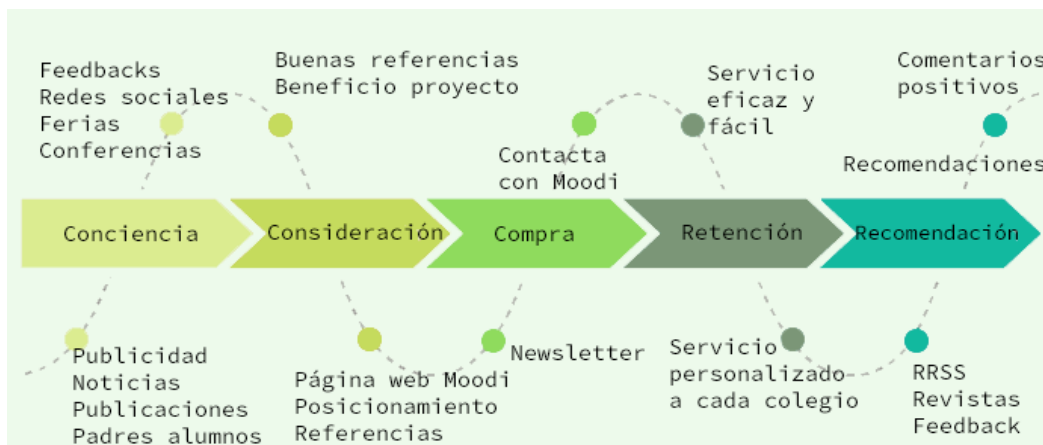 Feedbacks
Redes sociales
Ferias
Conferencias
Buenas referencias
Beneficio proyecto
Contacta
con Moodi
Servicio
eficaz y
fácil
Comentarios
positivos
Recomendaciones
Conciencia
Consideración
Compra
Retención
Recomendación
Publicidad
Noticias
Publicaciones
Padres alumnos
Página web Moodi
Posicionamiento
Referencias
Newsletter
Servicio
personalizado
a cada colegio
RRSS
Revistas
Feedback